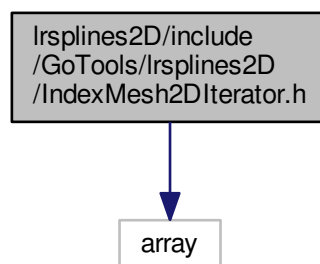 lrsplines2D/include
/GoTools/lrsplines2D
/IndexMesh2DIterator.h
array